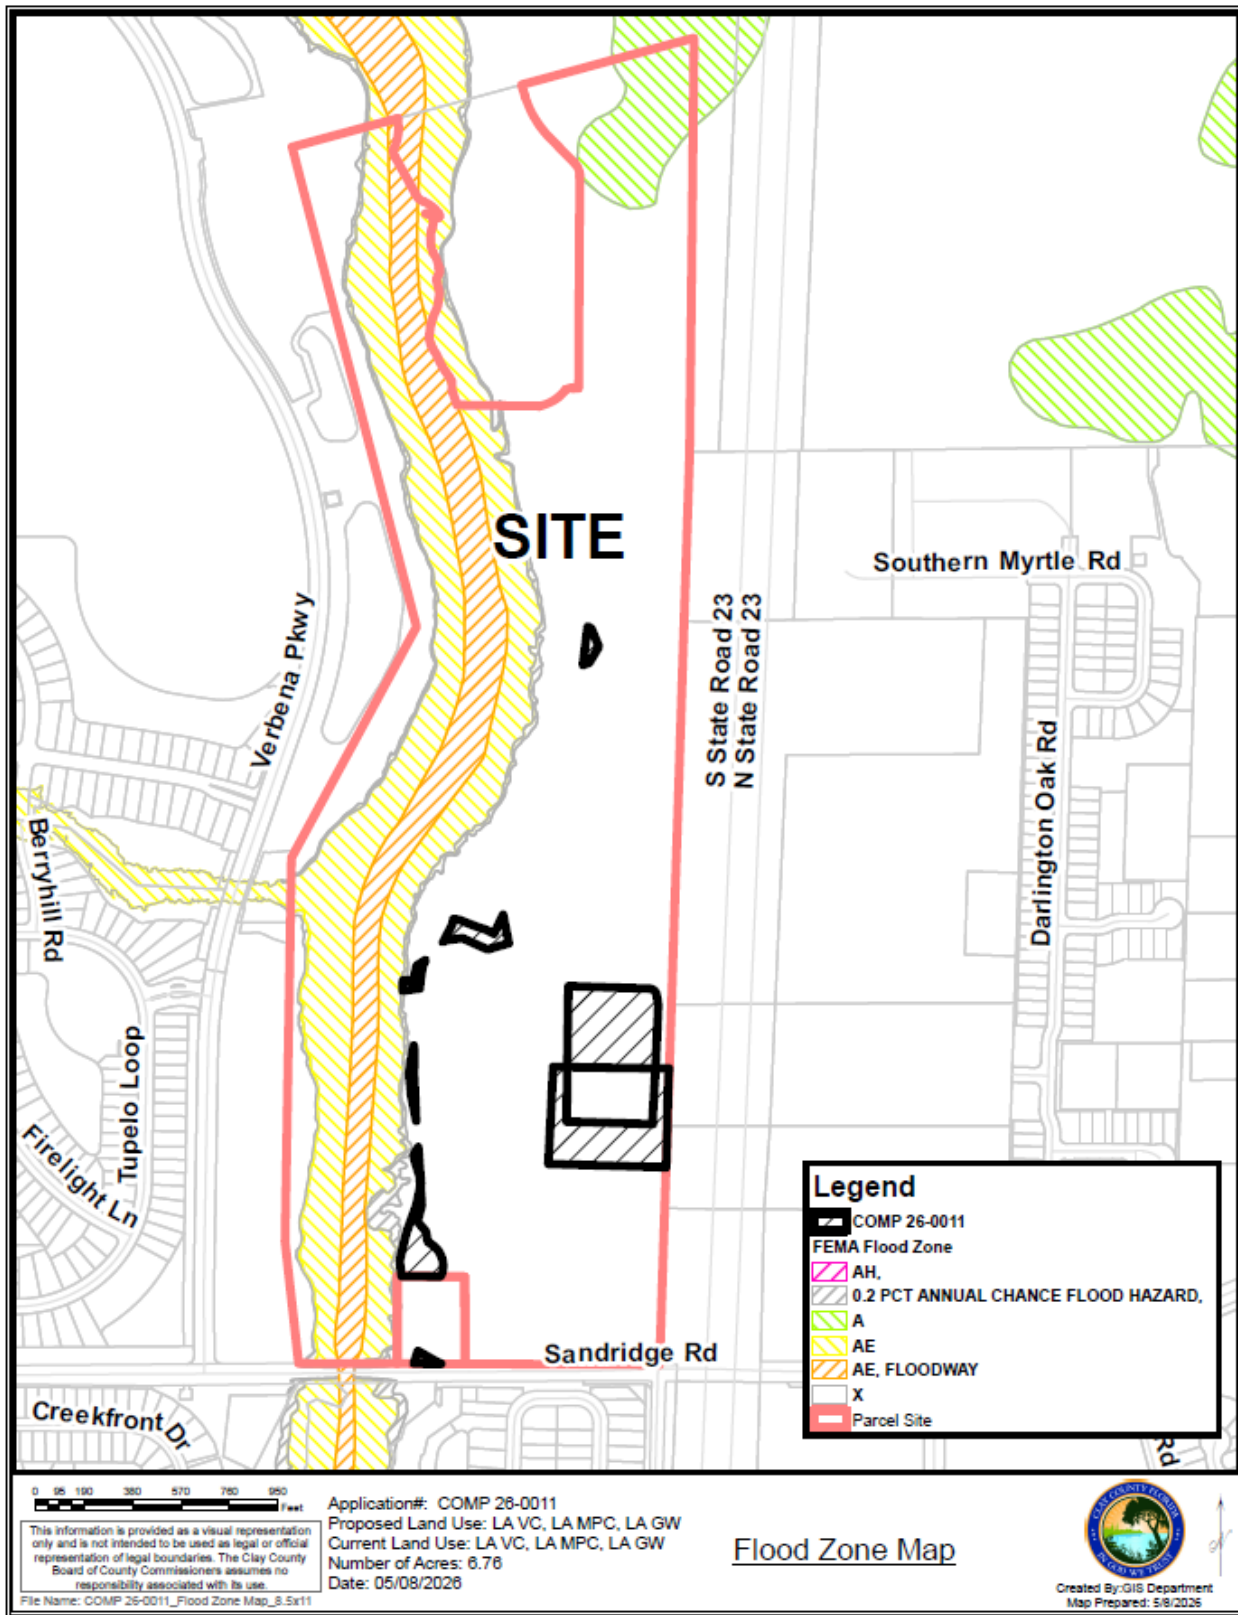 SITE
Southern Myrtle Rd
S State Road 23
N State Road 23
Verbena Pkwy
Darlington Oak Rd
Berryhill Rd
Tupelo Loop
Firelight Ln
Sandridge Rd
Creekfront Dr
Rd
Legend
COMP 26-0011
FEMA Flood Zone
AH,
0.2 PCT ANNUAL CHANCE FLOOD HAZARD,
A
AE
AE, FLOODWAY
X
Parcel Site
0 95 190 380 570 760 950
Feet
This information is provided as a visual representation
only and is not intended to be used as legal or official
representation of legal boundaries. The Clay County
Board of County Commissioners assumes no
responsibility associated with its use.
File Name: COMP 26-0011_Flood Zone Map_8.5x11
Application#: COMP 26-0011
Proposed Land Use: LA VC, LA MPC, LA GW
Current Land Use: LA VC, LA MPC, LA GW
Number of Acres: 6.76
Date: 05/08/2026
Flood Zone Map
CLAY COUNTY FLORIDA
IN GOD WE TRUST
Created By:GIS Department
Map Prepared: 5/8/2026